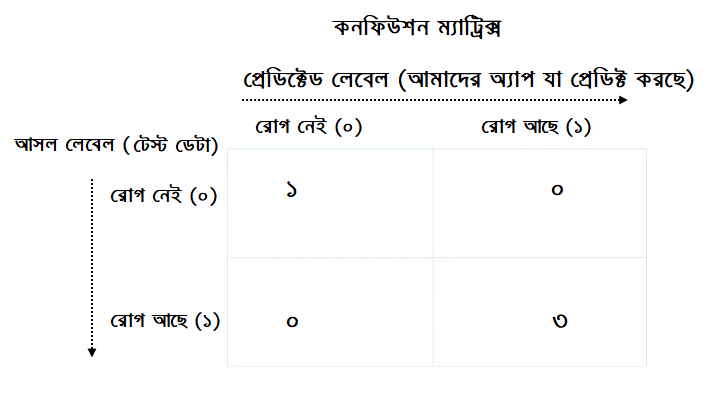 কনফিউশন ম্যাট্রিক্স
প্রেডিক্টেড লেবেল (আমাদের অ্যাপ যা প্রেডিক্ট করছে)
রোগ নেই (০) রোগ আছে (১)
আসল লেবেল (টেস্ট ডেটা)
রোগ নেই (০) ১ ০
রোগ আছে (১) ০ ৩